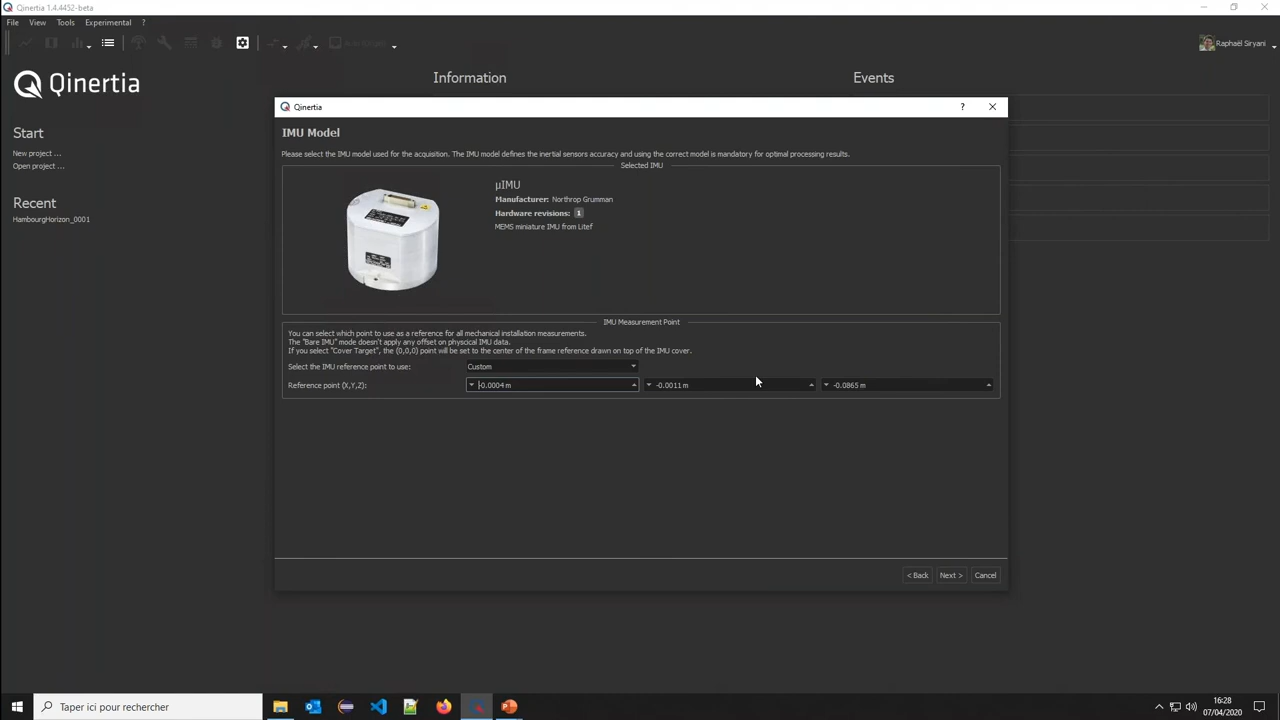 Qinertia 1.4.4452-beta
File View Tools Experimental ?
Raphaël Siryani
Qinertia
Information
Events
Start
New project ...
Open project ...
Recent
HambourgHorizon_0001
Qinertia
?
IMU Model
Please select the IMU model used for the acquisition. The IMU model defines the inertial sensors accuracy and using the correct model is mandatory for optimal processing results.
Selected IMU
µIMU
Manufacturer: Northrop Grumman
Hardware revisions: 1
MEMS miniature IMU from Litef
IMU Measurement Point
You can select which point to use as a reference for all mechanical installation measurements.
The "Bare IMU" mode doesn't apply any offset on physcical IMU data.
If you select "Cover Target", the (0,0,0) point will be set to the center of the frame reference drawn on top of the IMU cover.
Select the IMU reference point to use: Custom
Reference point (X,Y,Z): -0.0004 m -0.0011 m -0.0865 m
< Back Next > Cancel
Taper ici pour rechercher
16:28
07/04/2020